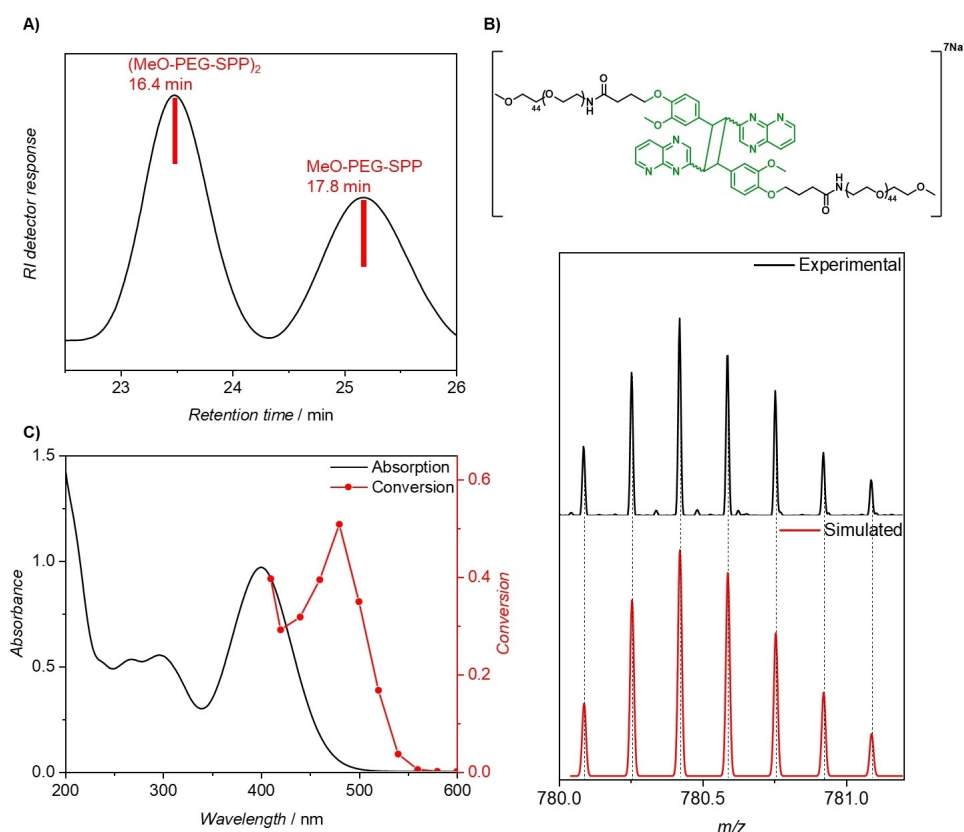 A)
(MeO-PEG-SPP)2
16.4 min
MeO-PEG-SPP
17.8 min
RI detector response
23
24
25
26
Retention time / min
B)
7Na
O
O
44
O
N
H
O
O
N
N
N
O
N
N
N
O
O
H
N
O
O
44
O
Experimental
Simulated
780.0
780.5
781.0
m/z
C)
1.5
1.0
0.5
0.0
Absorbance
Absorption
Conversion
0.6
0.4
0.2
0.0
Conversion
200
300
400
500
600
Wavelength / nm